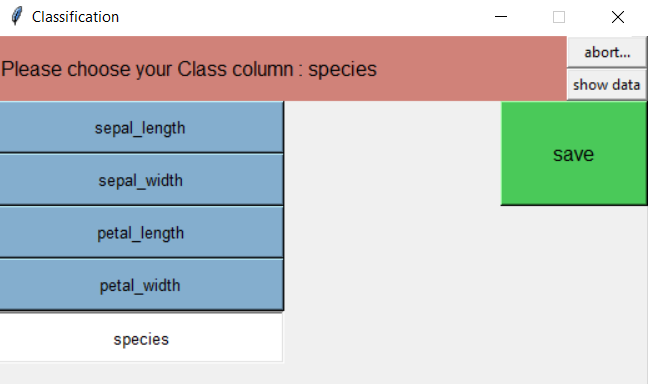 Classification
Please choose your Class column : species
abort...
show data
sepal_length
save
sepal_width
petal_length
petal_width
species